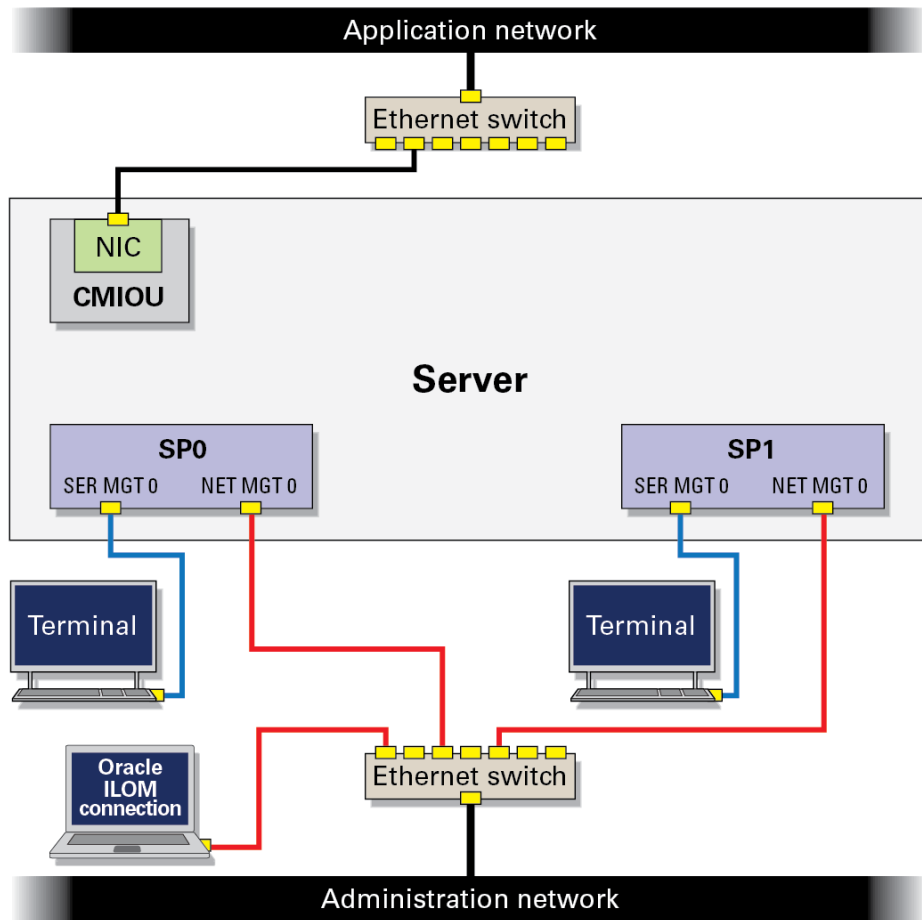 Application network
Ethernet switch
NIC
CMIOU
Server
SP0
SER MGT 0 NET MGT 0
SP1
SER MGT 0 NET MGT 0
Terminal
Terminal
Oracle
ILOM
connection
Ethernet switch
Administration network